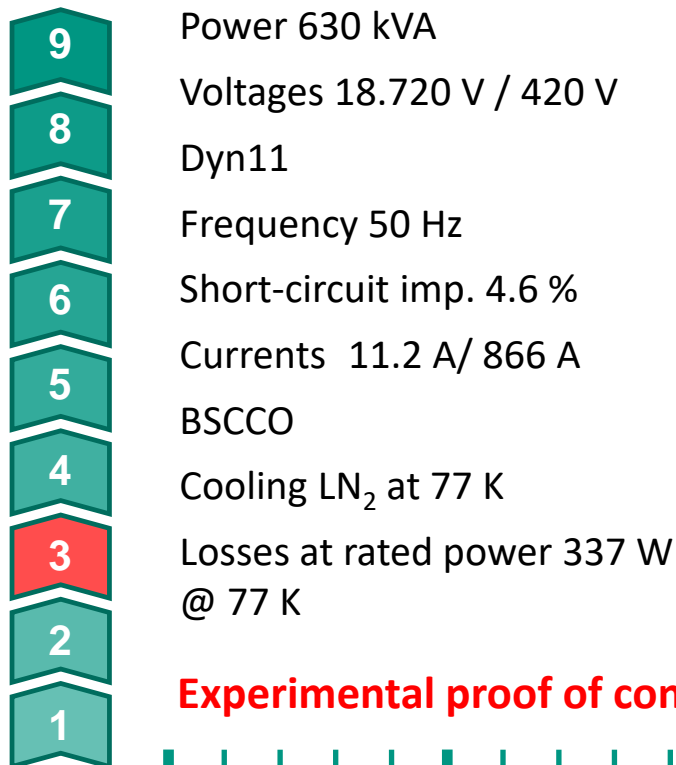 9
8
7
6
5
4
3
2
1
Power 630 kVA
Voltages 18.720 V / 420 V
Dyn11
Frequency 50 Hz
Short-circuit imp. 4.6 %
Currents 11.2 A/ 866 A
BSCCO
Cooling LN₂ at 77 K
Losses at rated power 337 W
@ 77 K
Experimental proof of con